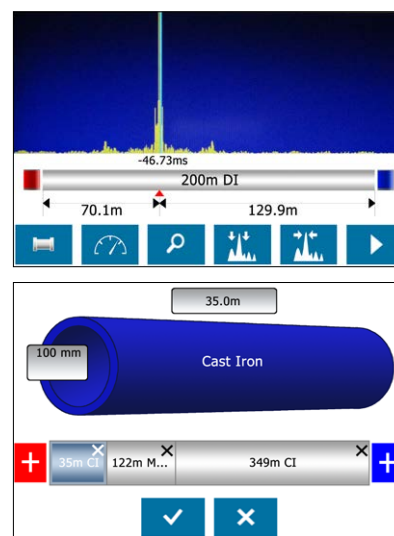 -46.73ms
200m DI
70.1m 129.9m
35.0m
100 mm
Cast Iron
35m CI 122m M... 349m CI